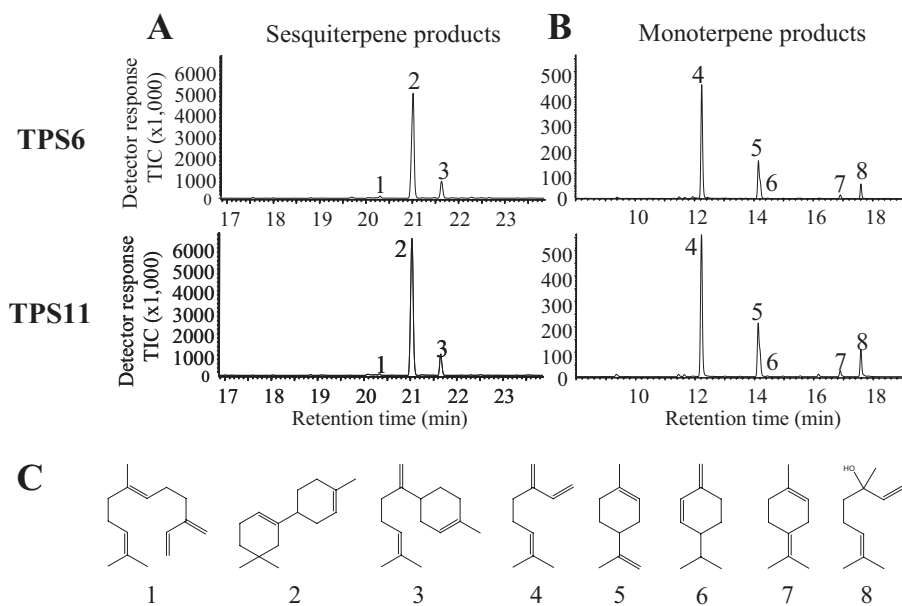 A Sesquiterpene products
B Monoterpene products
TPS6
Detector response
TIC (x1,000)
6000
5000
4000
3000
2000
1000
0
1
2
3
17 18 19 20 21 22 23
500
400
300
200
100
0
4
5
6
7
8
10 12 14 16 18
TPS11
Detector response
TIC (x1,000)
6000
5000
4000
3000
2000
1000
0
1
2
3
17 18 19 20 21 22 23
Retention time (min)
500
400
300
200
100
0
4
5
6
7
8
10 12 14 16 18
Retention time (min)
C
HO
1 2 3 4 5 6 7 8